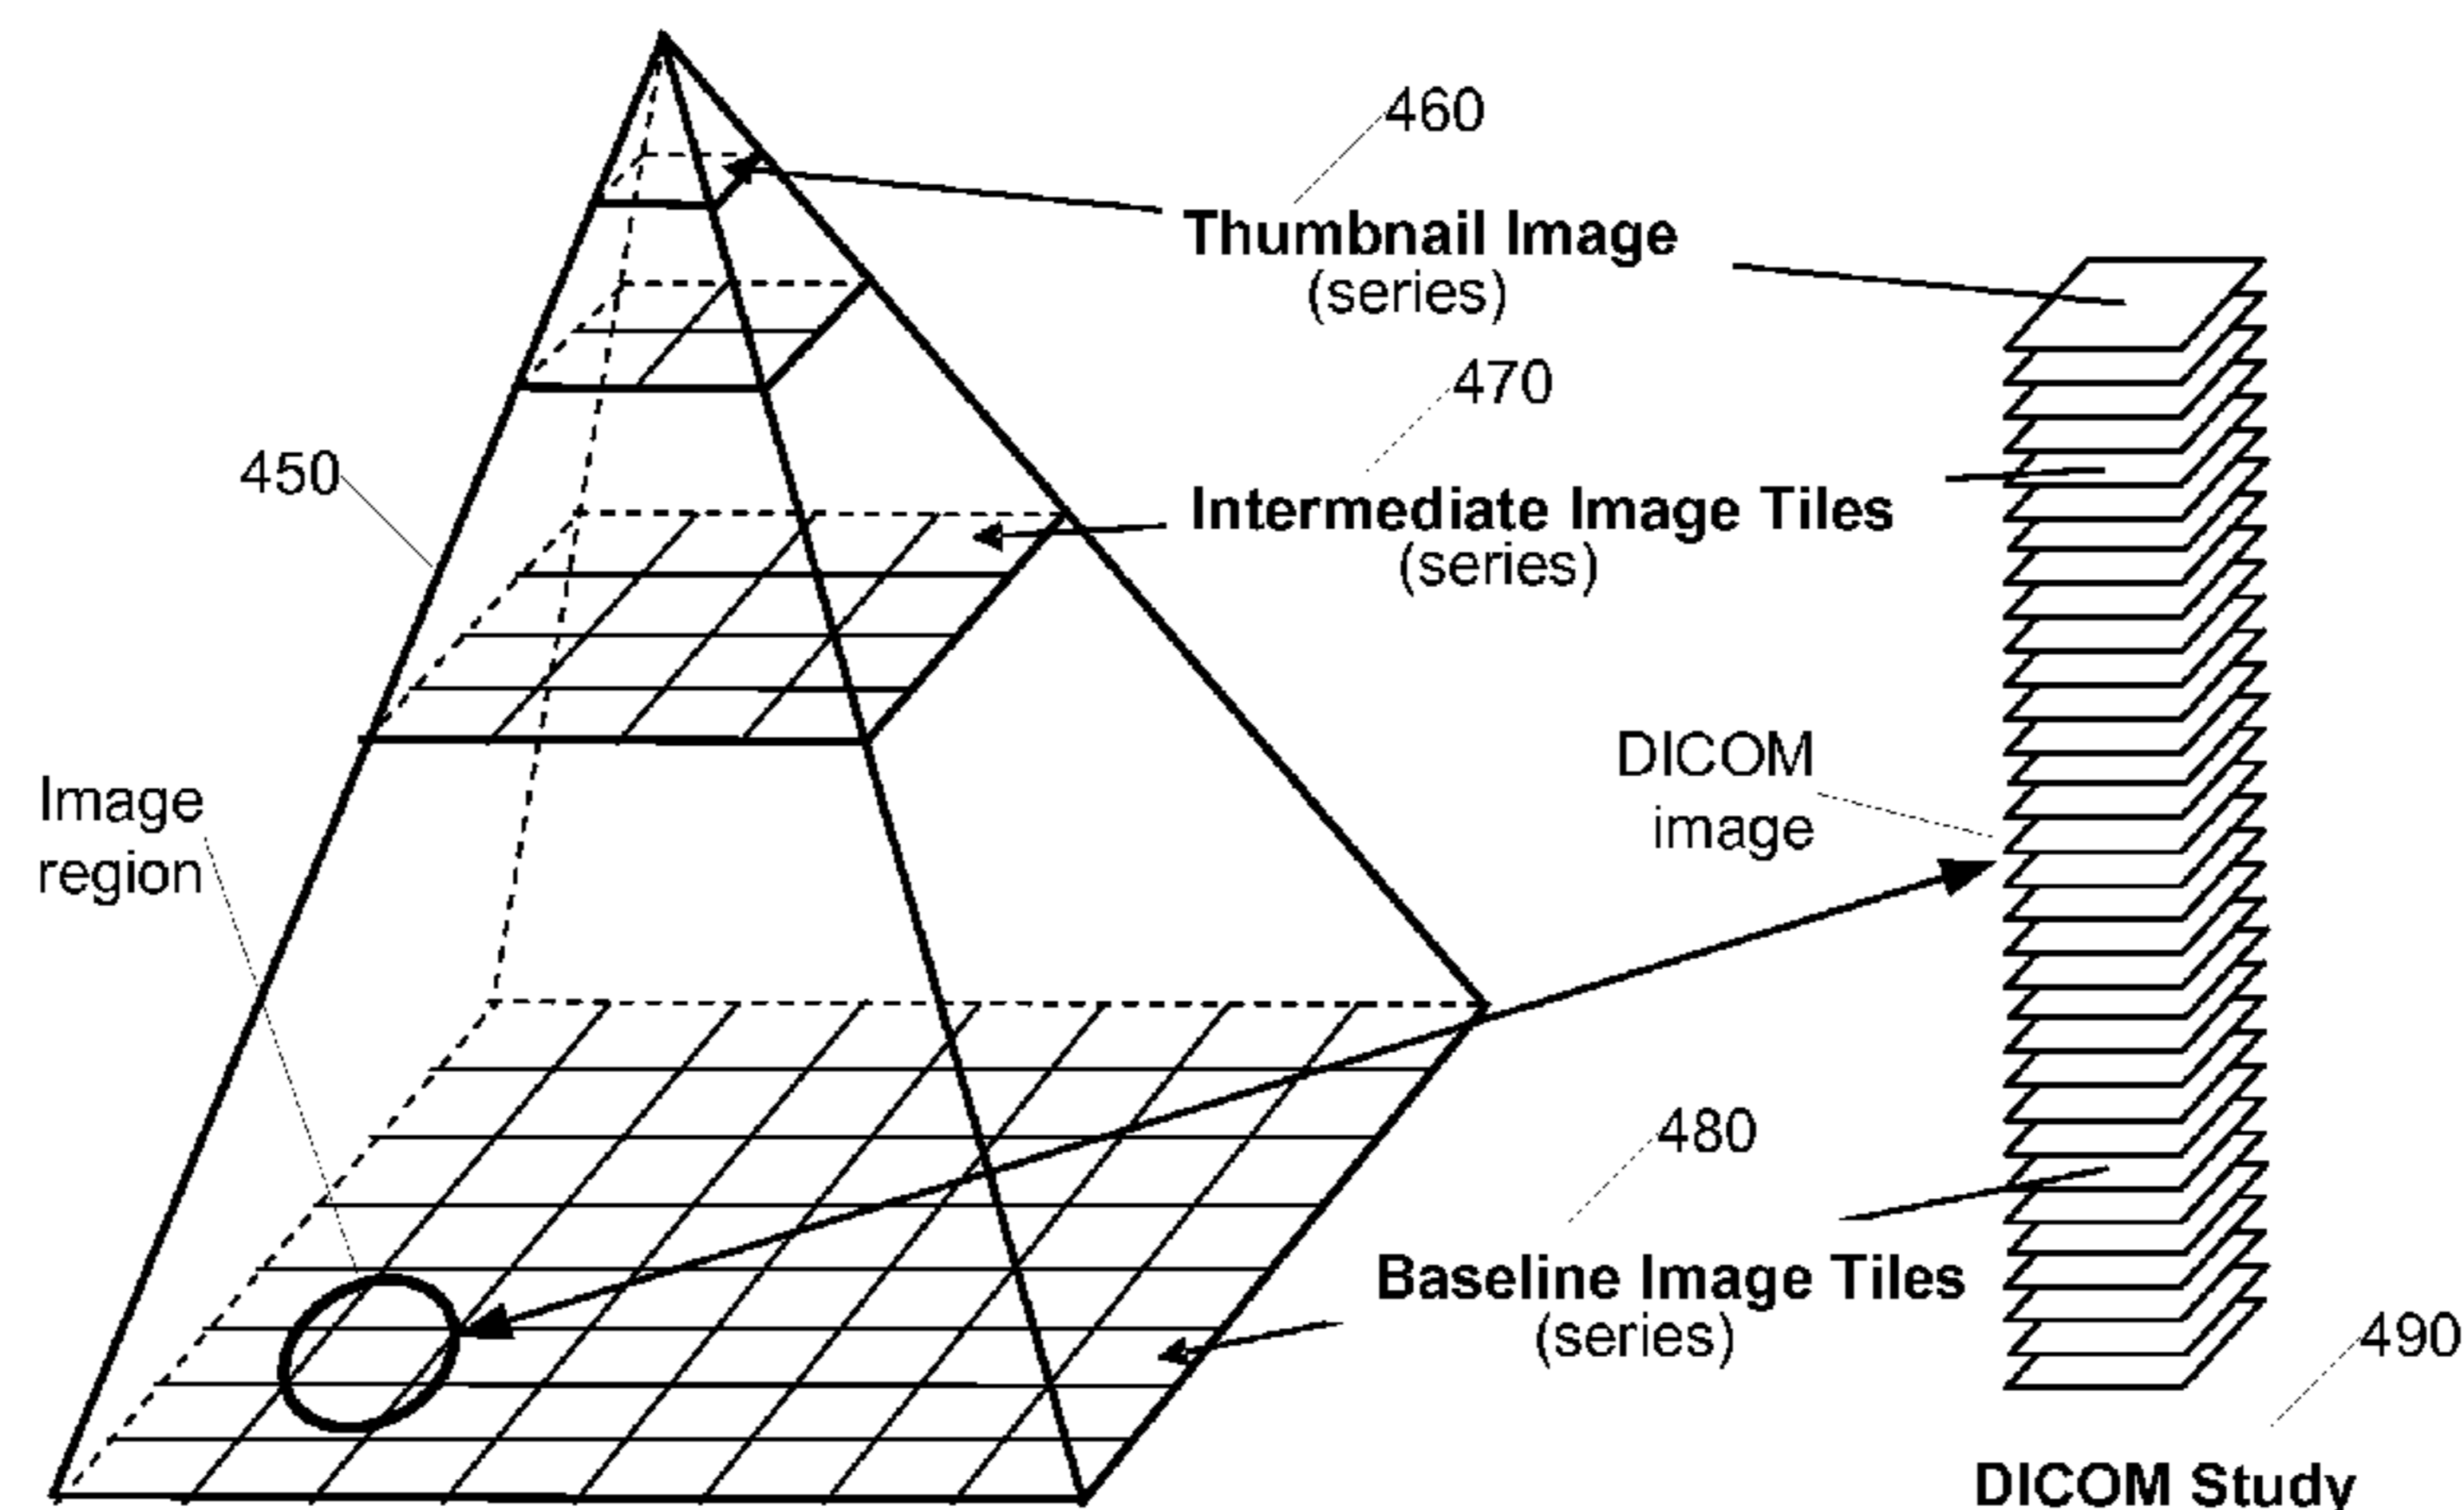 460
Thumbnail Image
(series)
470
450
Intermediate Image Tiles
(series)
DICOM
image
Image
region
480
Baseline Image Tiles
(series)
490
DICOM Study